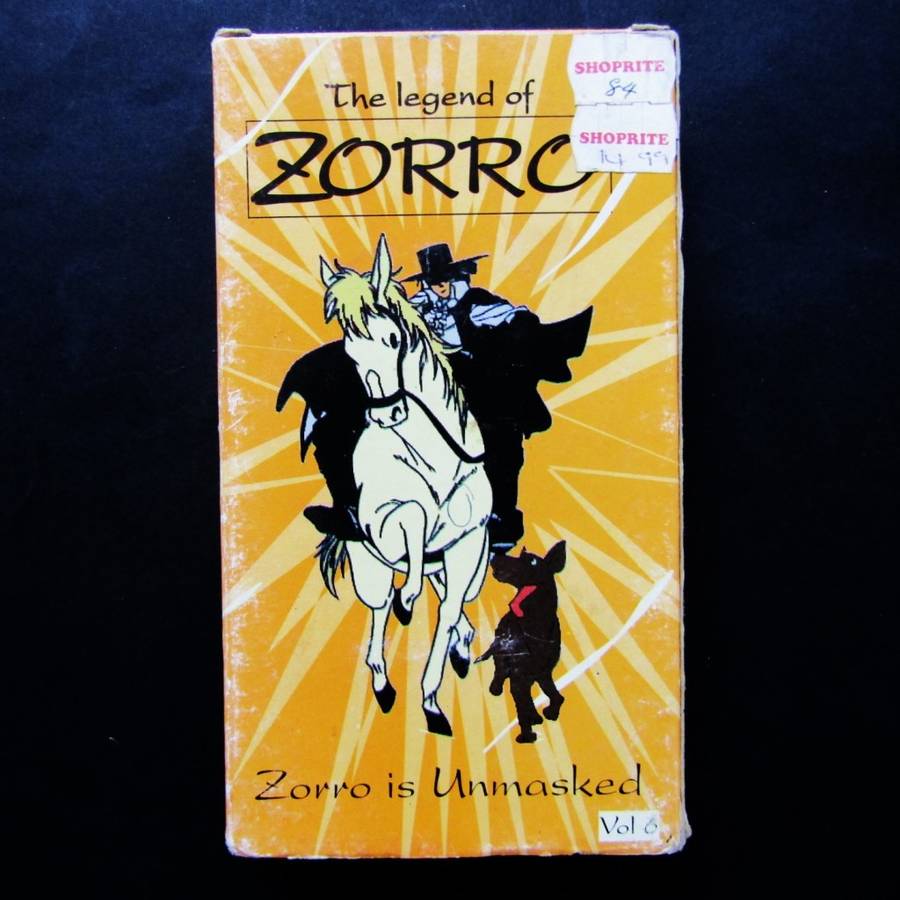 The legend of
ZORRO
SHOPRITE
84
SHOPRITE
14 99
Zorro is Unmasked
Vol 6